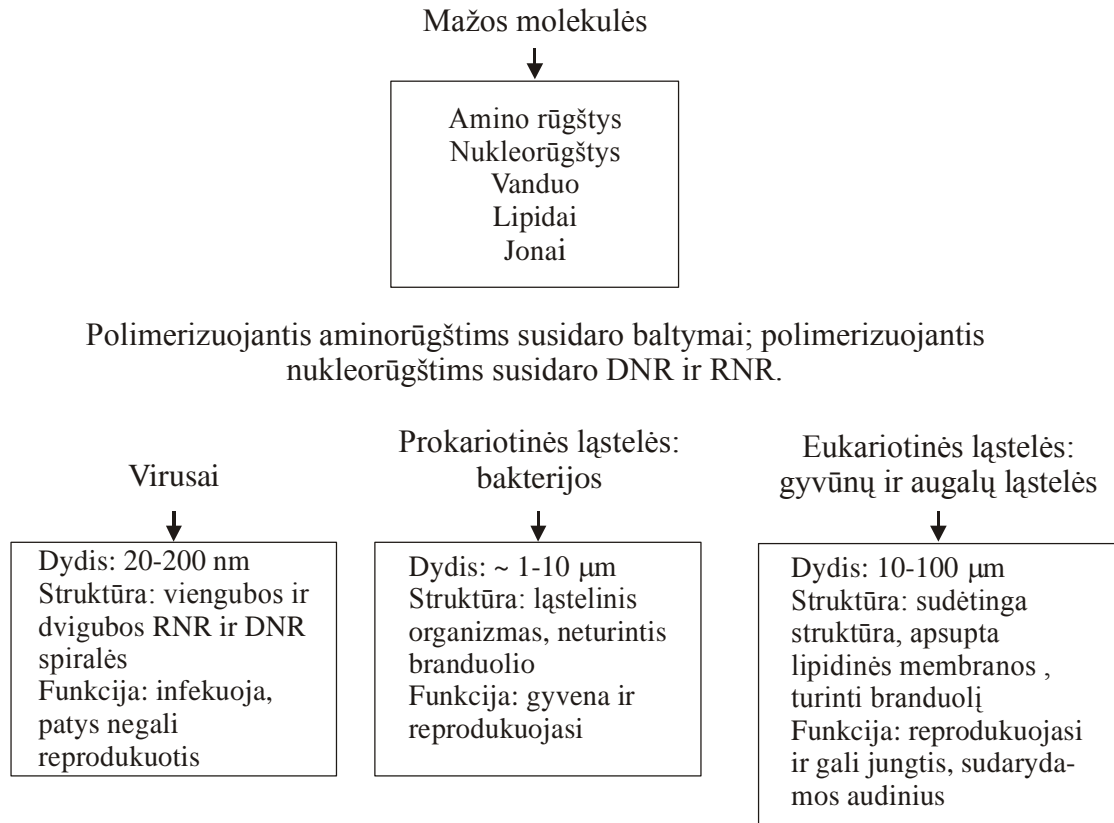 Mažos molekulės
Amino rūgštys
Nukleorūgštys
Vanduo
Lipidai
Jonai
Polimerizuojantis aminorūgštims susidaro baltymai; polimerizuojantis
nukleorūgštims susidaro DNR ir RNR.
Virusai
Dydis: 20-200 nm
Struktūra: viengubos ir
dvigubos RNR ir DNR
spiralės
Funkcija: infekuoja,
patys negali
reprodukuotis
Prokariotinės ląstelės:
bakterijos
Dydis: ~ 1-10 μm
Struktūra: ląstelinis
organizmas, neturintis
branduolio
Funkcija: gyvena ir
reprodukuojasi
Eukariotinės ląstelės:
gyvūnų ir augalų ląstelės
Dydis: 10-100 μm
Struktūra: sudėtinga
struktūra, apsupta
lipidinės membranos ,
turinti branduolį
Funkcija: reprodukuojasi
ir gali jungtis, sudaryda-
mos audinius